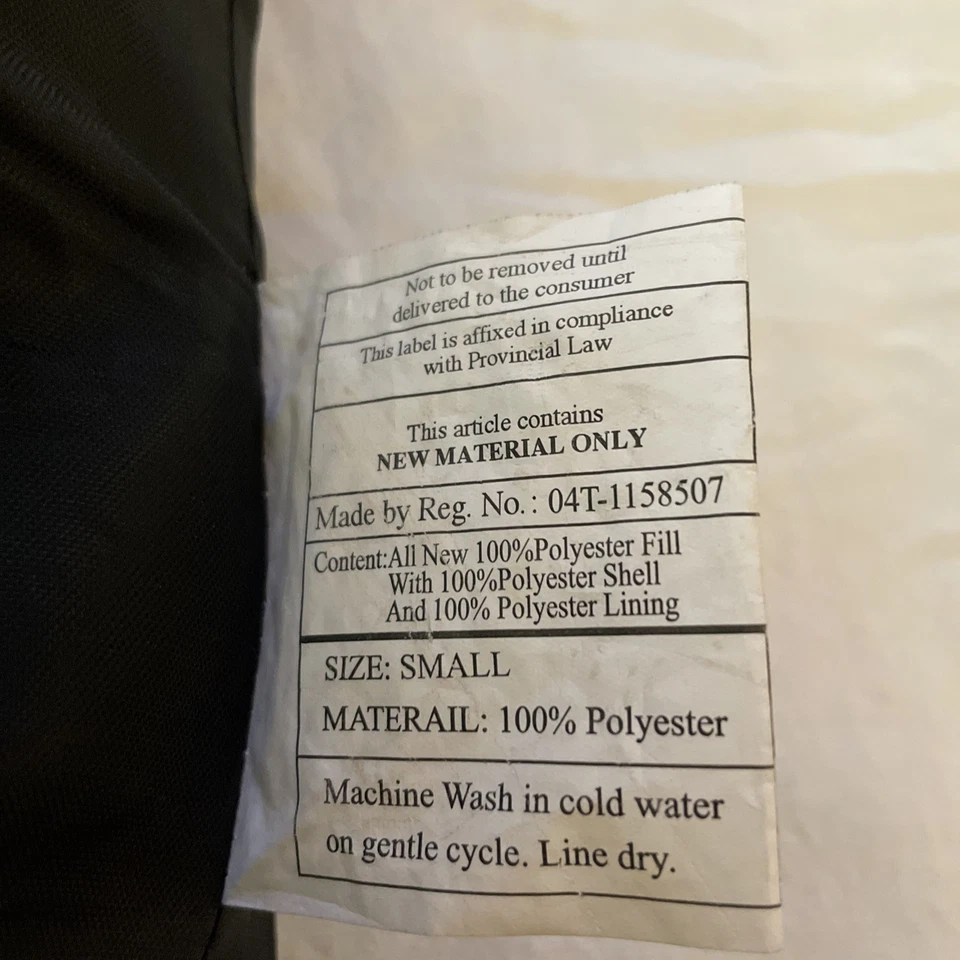 Not to be removed until
delivered to the consumer
This label is affixed in compliance
with Provincial Law
This article contains
NEW MATERIAL ONLY
Made by Reg. No.: 04T-1158507
Content:All New 100%Polyester Fill
With 100%Polyester Shell
And 100% Polyester Lining
SIZE: SMALL
MATERAIL: 100% Polyester
Machine Wash in cold water
on gentle cycle. Line dry.